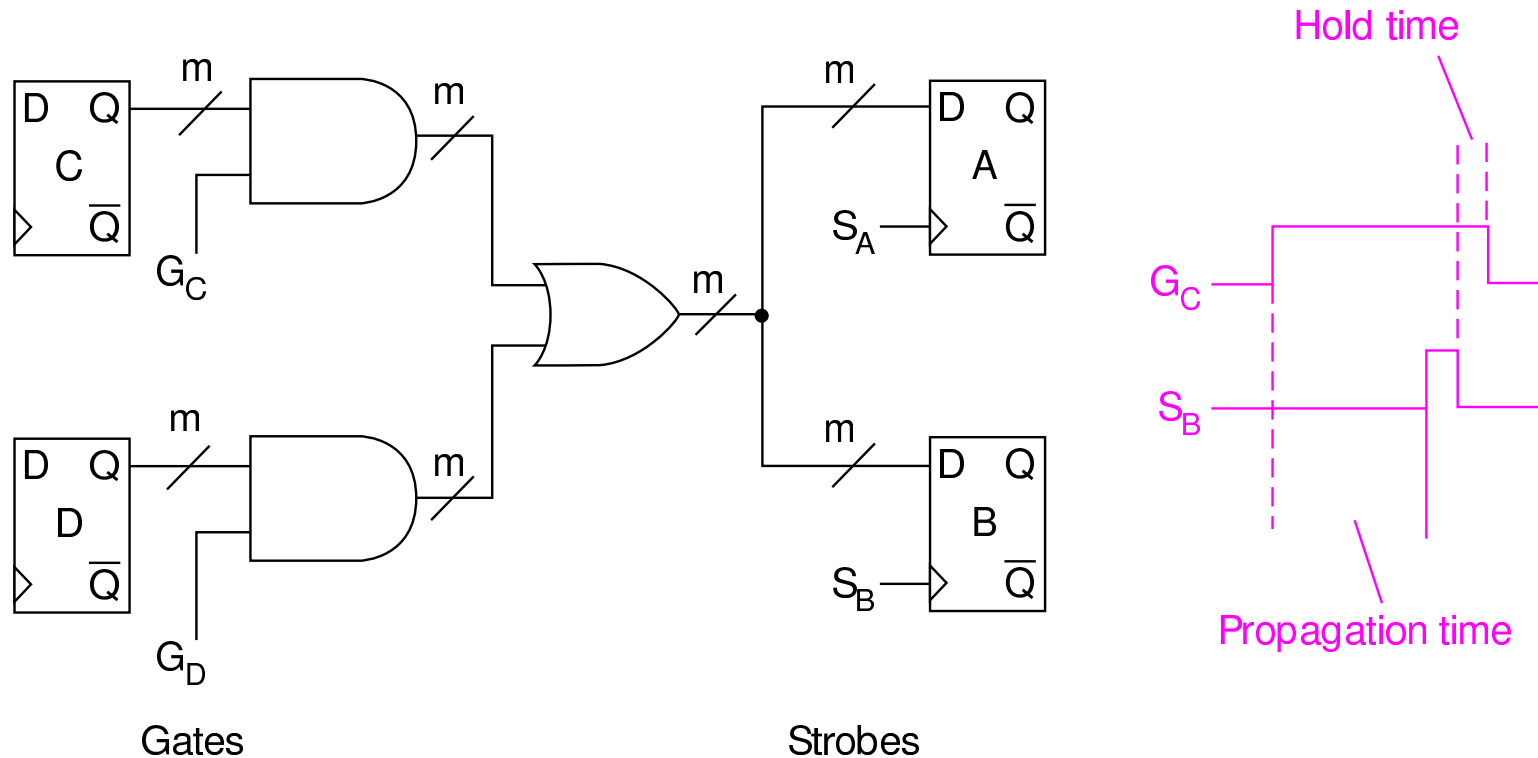 Hold time
m
m
m
D Q
C
Q
G_C
D Q
A
Q
S_A
m
G_C
S_B
m
m
m
D Q
D
Q
G_D
D Q
B
Q
S_B
Propagation time
Gates
Strobes